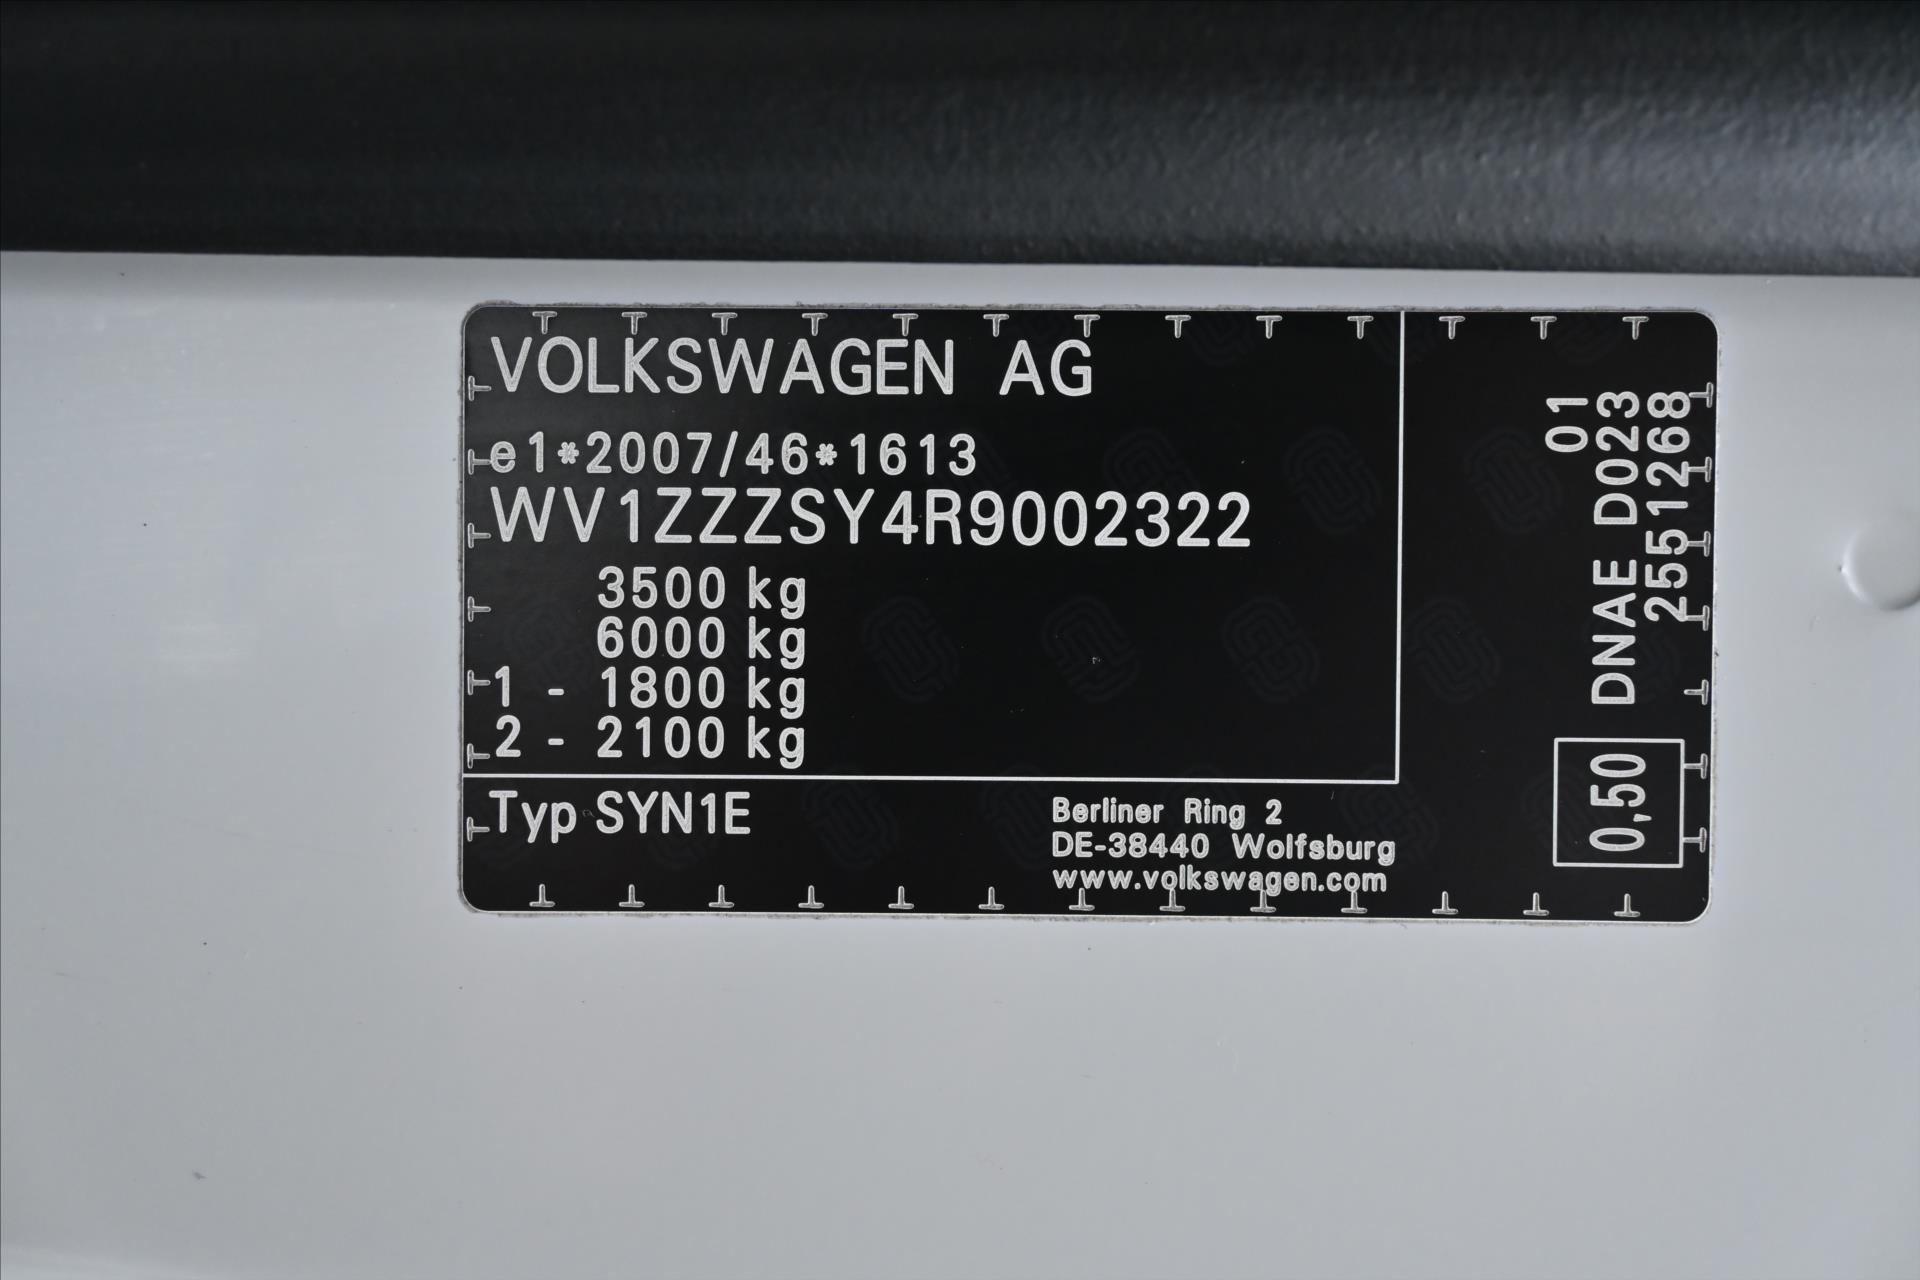 VOLKSWAGEN AG
e1*2007/46*1613
WV1ZZZSY4R9002322
3500 kg
6000 kg
1 - 1800 kg
2 - 2100 kg
Typ SYN1E
Berliner Ring 2
DE-38440 Wolfsburg
www.volkswagen.com
01
0,50 DNAE D023
2551268